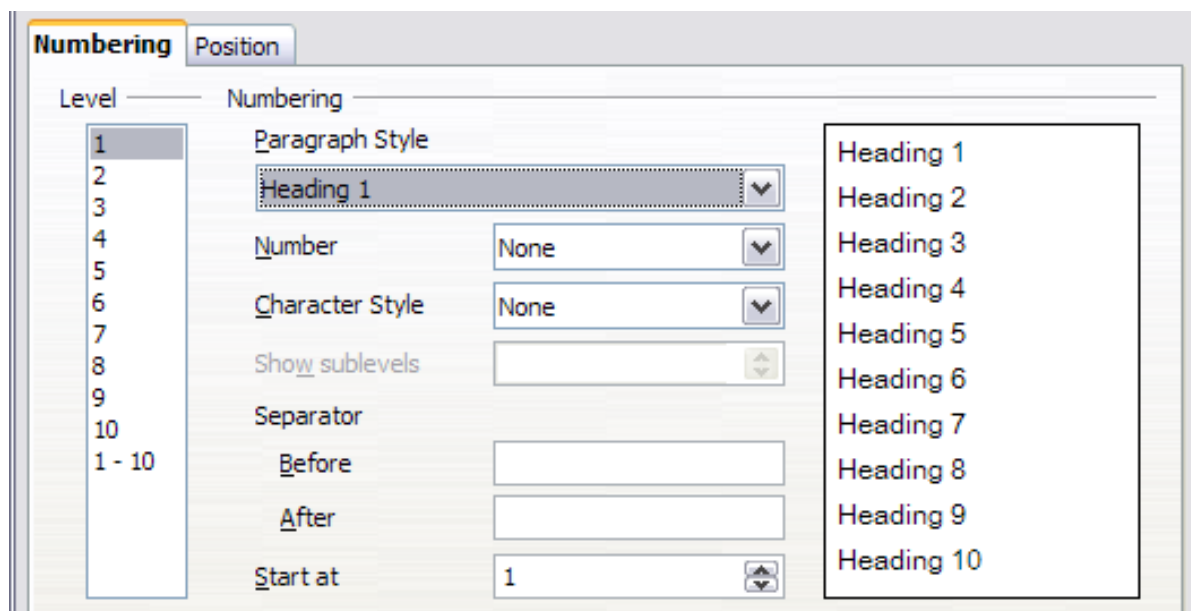 Numbering Position
Level Numbering
1
2
3
4
5
6
7
8
9
10
1 - 10
Paragraph Style
Heading 1
Number None
Character Style None
Show sublevels
Separator
Before
After
Start at 1
Heading 1
Heading 2
Heading 3
Heading 4
Heading 5
Heading 6
Heading 7
Heading 8
Heading 9
Heading 10